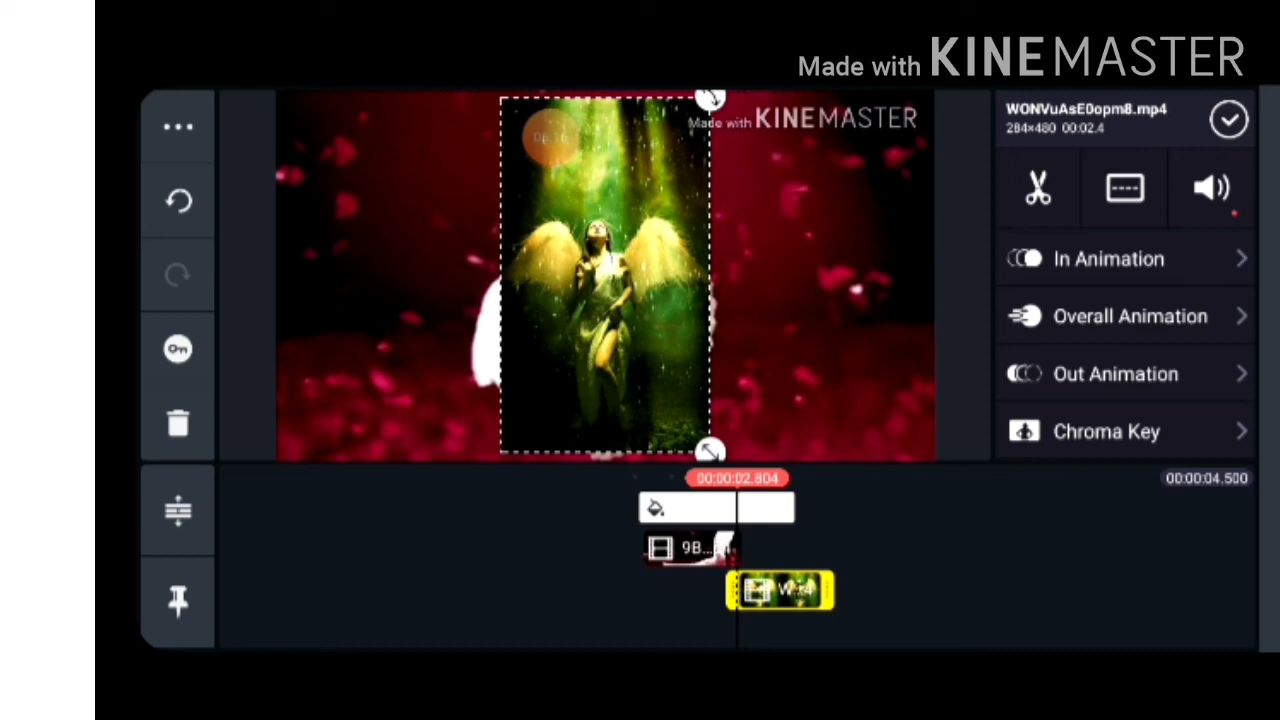 Made with KINEMASTER
Made with KINEMASTER
WONVuAsE0opm8.mp4
284×480 00:02.4
In Animation
Overall Animation
Out Animation
Chroma Key
00:00:02.804
00:00:04.500
9B...